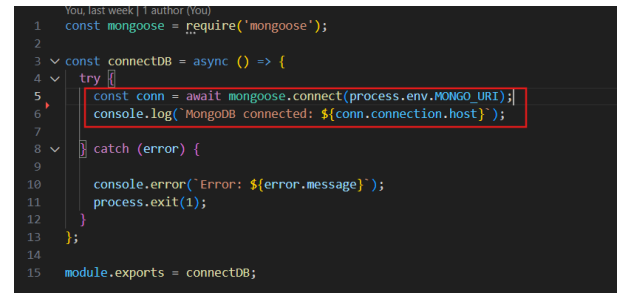 You, last week | 1 author (You)
1 const mongoose = require('mongoose');
2
3 const connectDB = async () => {
4 try {
5 const conn = await mongoose.connect(process.env.MONGO_URI);
6 console.log(`MongoDB connected: ${conn.connection.host}`);
7
8 } catch (error) {
9
10 console.error(`Error: ${error.message}`);
11 process.exit(1);
12 }
13 };
14
15 module.exports = connectDB;